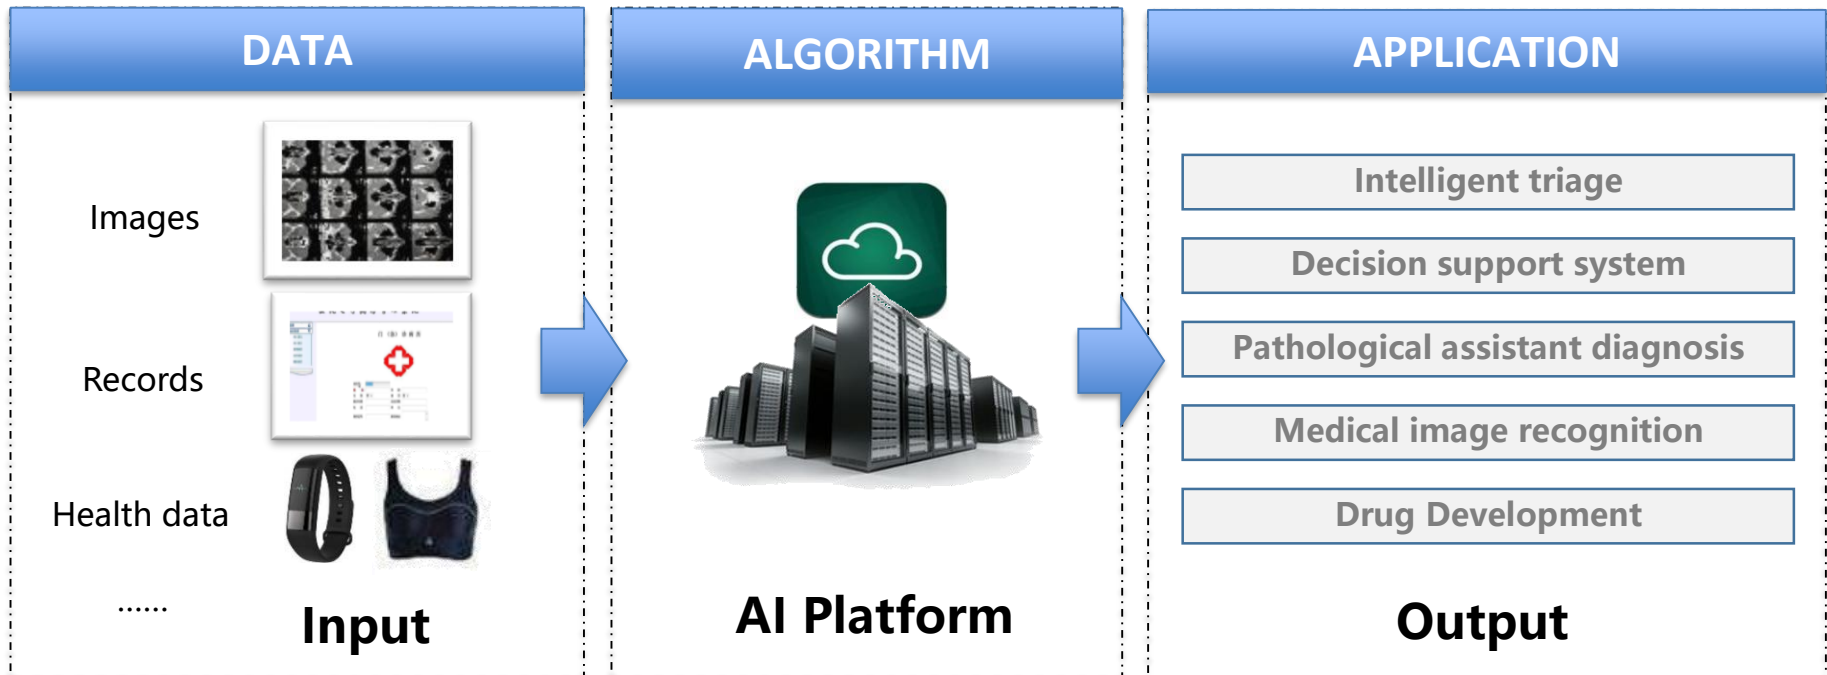 DATA
Images
Records
Health data
......
Input
ALGORITHM
AI Platform
APPLICATION
Intelligent triage
Decision support system
Pathological assistant diagnosis
Medical image recognition
Drug Development
Output